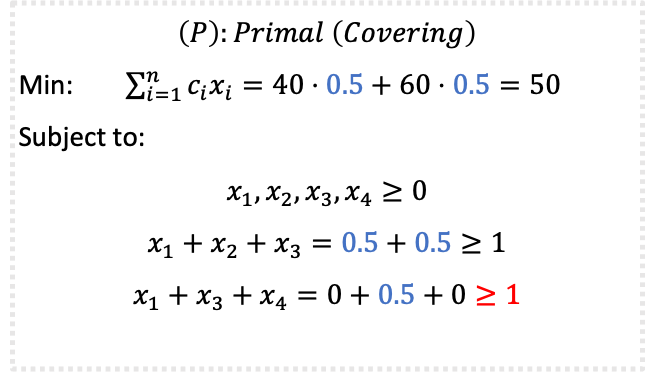 (P): Primal (Covering)
Min: ∑ⁿᵢ₌₁ cᵢxᵢ = 40 · 0.5 + 60 · 0.5 = 50
Subject to:
x₁, x₂, x₃, x₄ ≥ 0
x₁ + x₂ + x₃ = 0.5 + 0.5 ≥ 1
x₁ + x₃ + x₄ = 0 + 0.5 + 0 ≥ 1